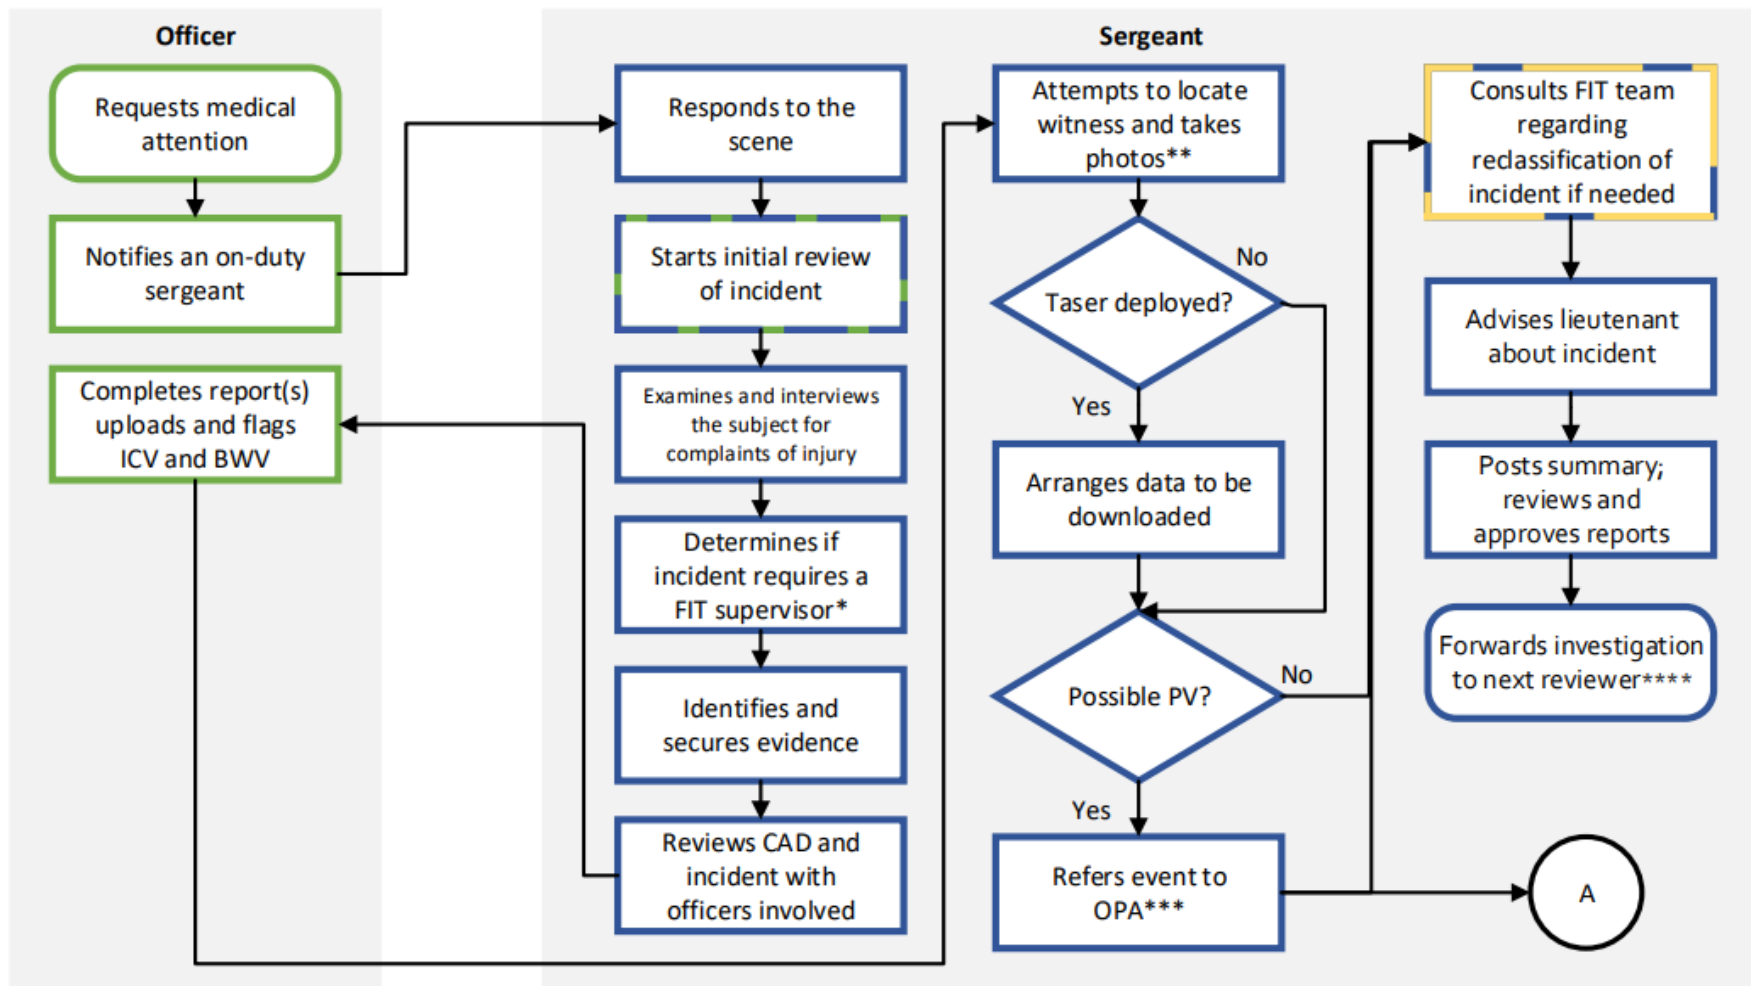 Officer
Requests medical
attention
Notifies an on-duty
sergeant
Completes report(s)
uploads and flags
ICV and BWV
Sergeant
Responds to the
scene
Starts initial review
of incident
Examines and interviews
the subject for
complaints of injury
Determines if
incident requires a
FIT supervisor*
Identifies and
secures evidence
Reviews CAD and
incident with
officers involved
Attempts to locate
witness and takes
photos**
Taser deployed?
No
Yes
Arranges data to be
downloaded
Possible PV?
No
Yes
Refers event to
OPA***
Consults FIT team
regarding
reclassification of
incident if needed
Advises lieutenant
about incident
Posts summary;
reviews and
approves reports
Forwards investigation
to next reviewer****
A